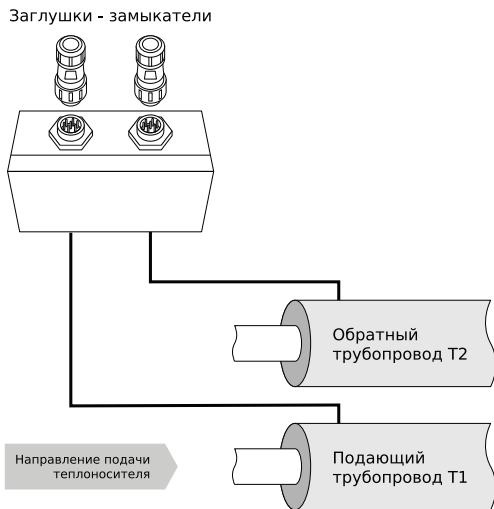 Заглушки - замыкатели
Обратный
трубопровод Т2
Подающий
трубопровод Т1
Направление подачи
теплоносителя